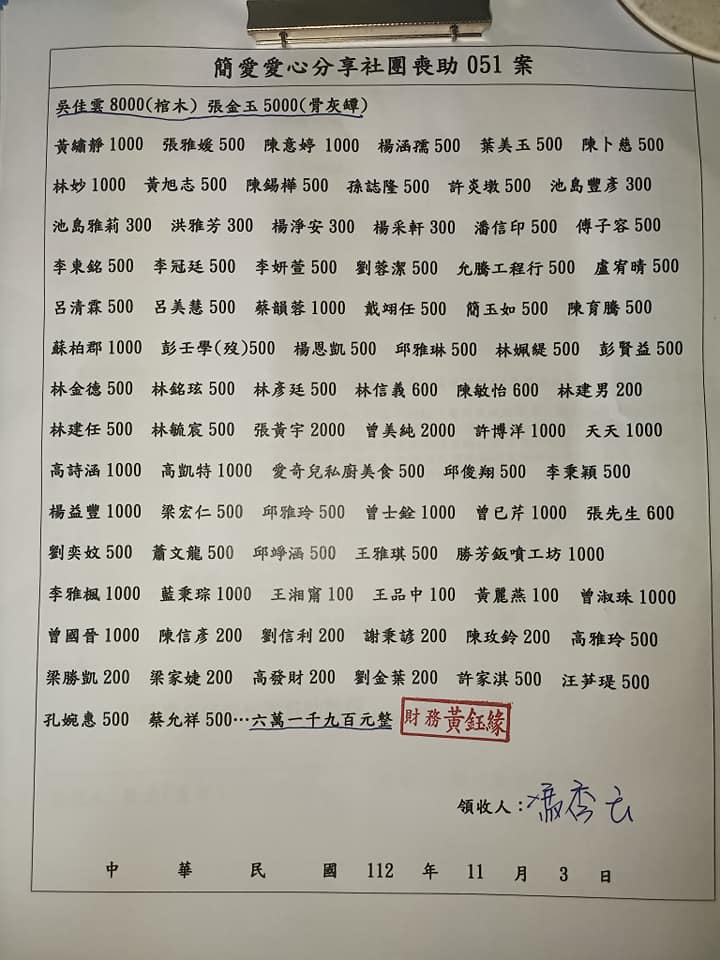 簡愛愛心分享社團喪助 051 案
吳佳雲 8000(棺木) 張金玉 5000(骨灰罈)
黃繡靜 1000 張雅媛 500 陳意婷 1000 楊涵孺 500 葉美玉 500 陳卜慈 500
林妙 1000 黃旭志 500 陳錫樺 500 孫誌隆 500 許炎墩 500 池島豐彥 300
池島雅莉 300 洪雅芳 300 楊淨安 300 楊采軒 300 潘信印 500 傅子容 500
李東銘 500 李冠廷 500 李妍萱 500 劉蓉潔 500 允騰工程行 500 盧宥晴 500
呂清霖 500 呂美慧 500 蔡韻蓉 1000 戴翊任 500 簡玉如 500 陳育騰 500
蘇柏郡 1000 彭壬學(歿)500 楊恩凱 500 邱雅琳 500 林姵緹 500 彭賢益 500
林金德 500 林銘玹 500 林彥廷 500 林信義 600 陳敏怡 600 林建男 200
林建任 500 林毓宸 500 張黃宇 2000 曾美純 2000 許博洋 1000 天天 1000
高詩涵 1000 高凱特 1000 愛奇兒私廚美食 500 邱俊翔 500 李秉穎 500
楊益豐 1000 梁宏仁 500 邱雅玲 500 曾士銓 1000 曾已芹 1000 張先生 600
劉奕妏 500 蕭文龍 500 邱竫涵 500 王雅琪 500 勝芳鈑噴工坊 1000
李雅楓 1000 藍秉琮 1000 王湘甯 100 王品中 100 黃麗燕 100 曾淑珠 1000
曾國晉 1000 陳信彥 200 劉信利 200 謝秉諺 200 陳玫鈴 200 高雅玲 500
梁勝凱 200 梁家婕 200 高發財 200 劉金葉 200 許家淇 500 汪笋瑅 500
孔婉惠 500 蔡允祥 500…六萬一千九百元整 財務黃鈺緣
領收人：
中 華 民 國 112 年 11 月 3 日